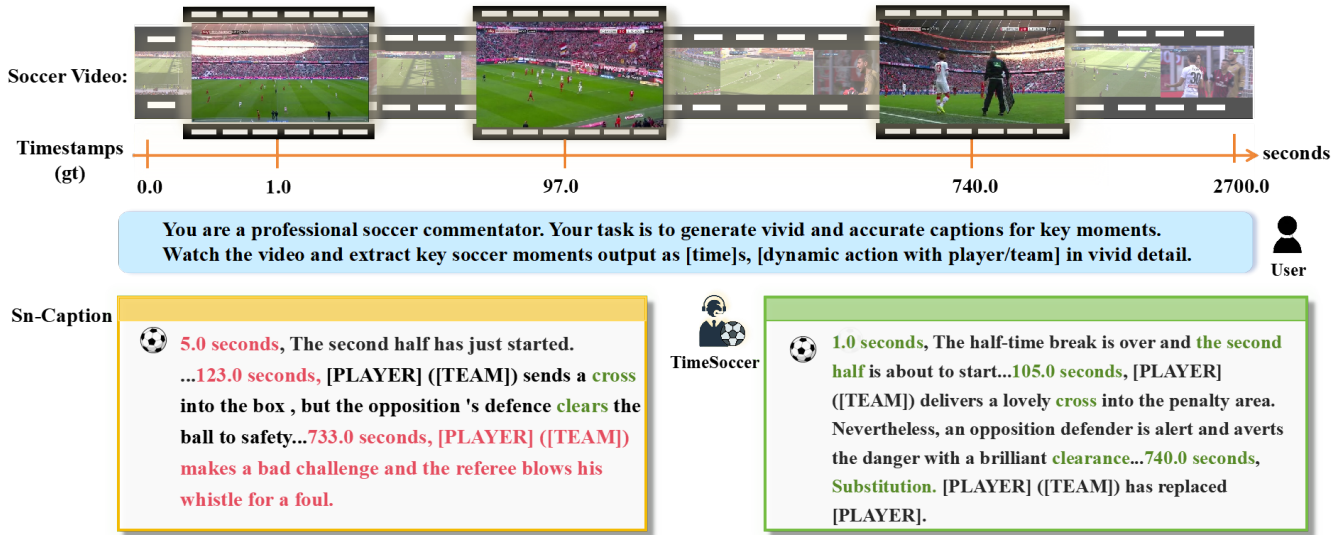 Soccer Video:
Timestamps
(gt)
seconds
0.0
1.0
97.0
740.0
2700.0
You are a professional soccer commentator. Your task is to generate vivid and accurate captions for key moments.
Watch the video and extract key soccer moments output as [time]s, [dynamic action with player/team] in vivid detail.
User
Sn-Caption
5.0 seconds, The second half has just started.
...123.0 seconds, [PLAYER] ([TEAM]) sends a cross
into the box , but the opposition 's defence clears the
ball to safety...733.0 seconds, [PLAYER] ([TEAM])
makes a bad challenge and the referee blows his
whistle for a foul.
TimeSoccer
1.0 seconds, The half-time break is over and the second
half is about to start...105.0 seconds, [PLAYER]
([TEAM]) delivers a lovely cross into the penalty area.
Nevertheless, an opposition defender is alert and averts
the danger with a brilliant clearance...740.0 seconds,
Substitution. [PLAYER] ([TEAM]) has replaced
[PLAYER].
30